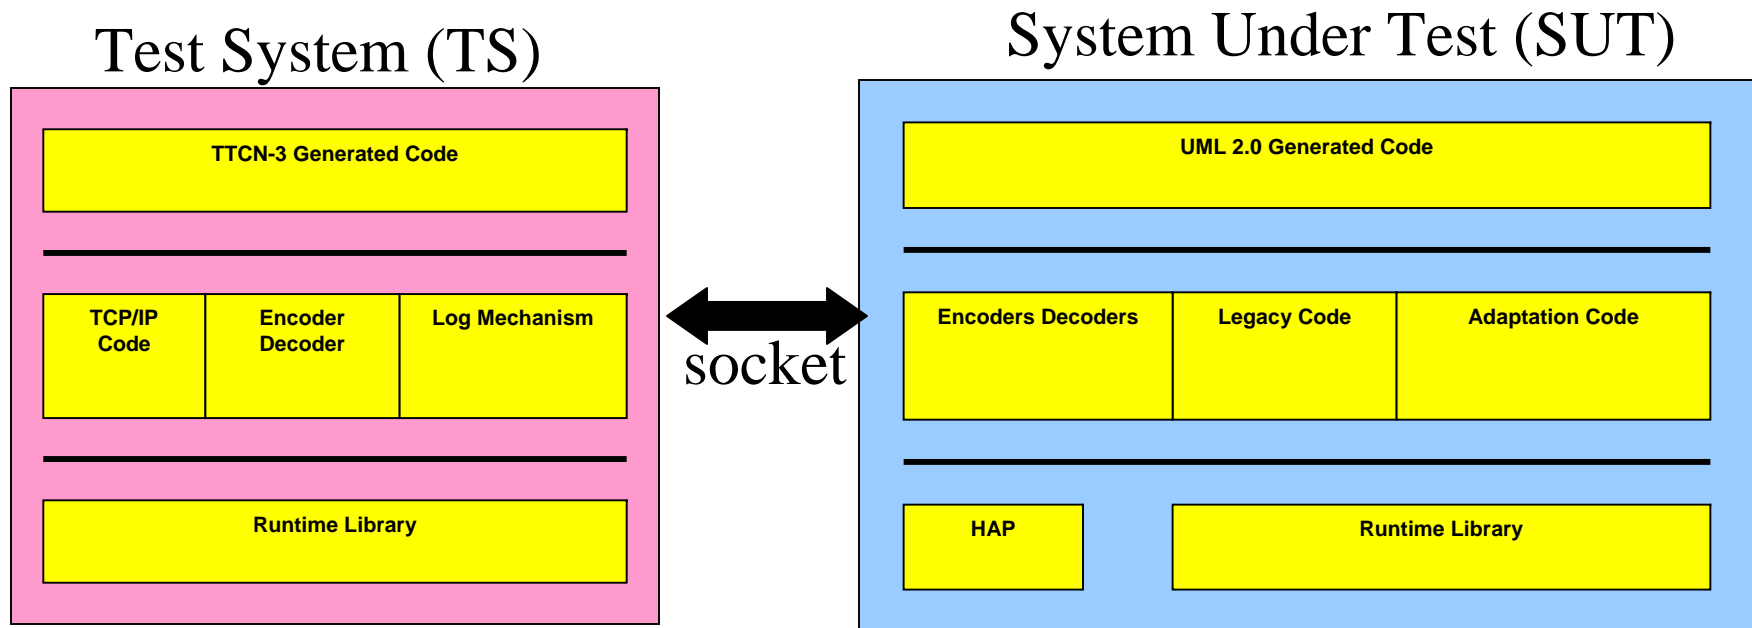 Test System (TS)
System Under Test (SUT)
TTCN-3 Generated Code
TCP/IP
Code
Encoder
Decoder
Log Mechanism
Runtime Library
socket
UML 2.0 Generated Code
Encoders Decoders
Legacy Code
Adaptation Code
HAP
Runtime Library